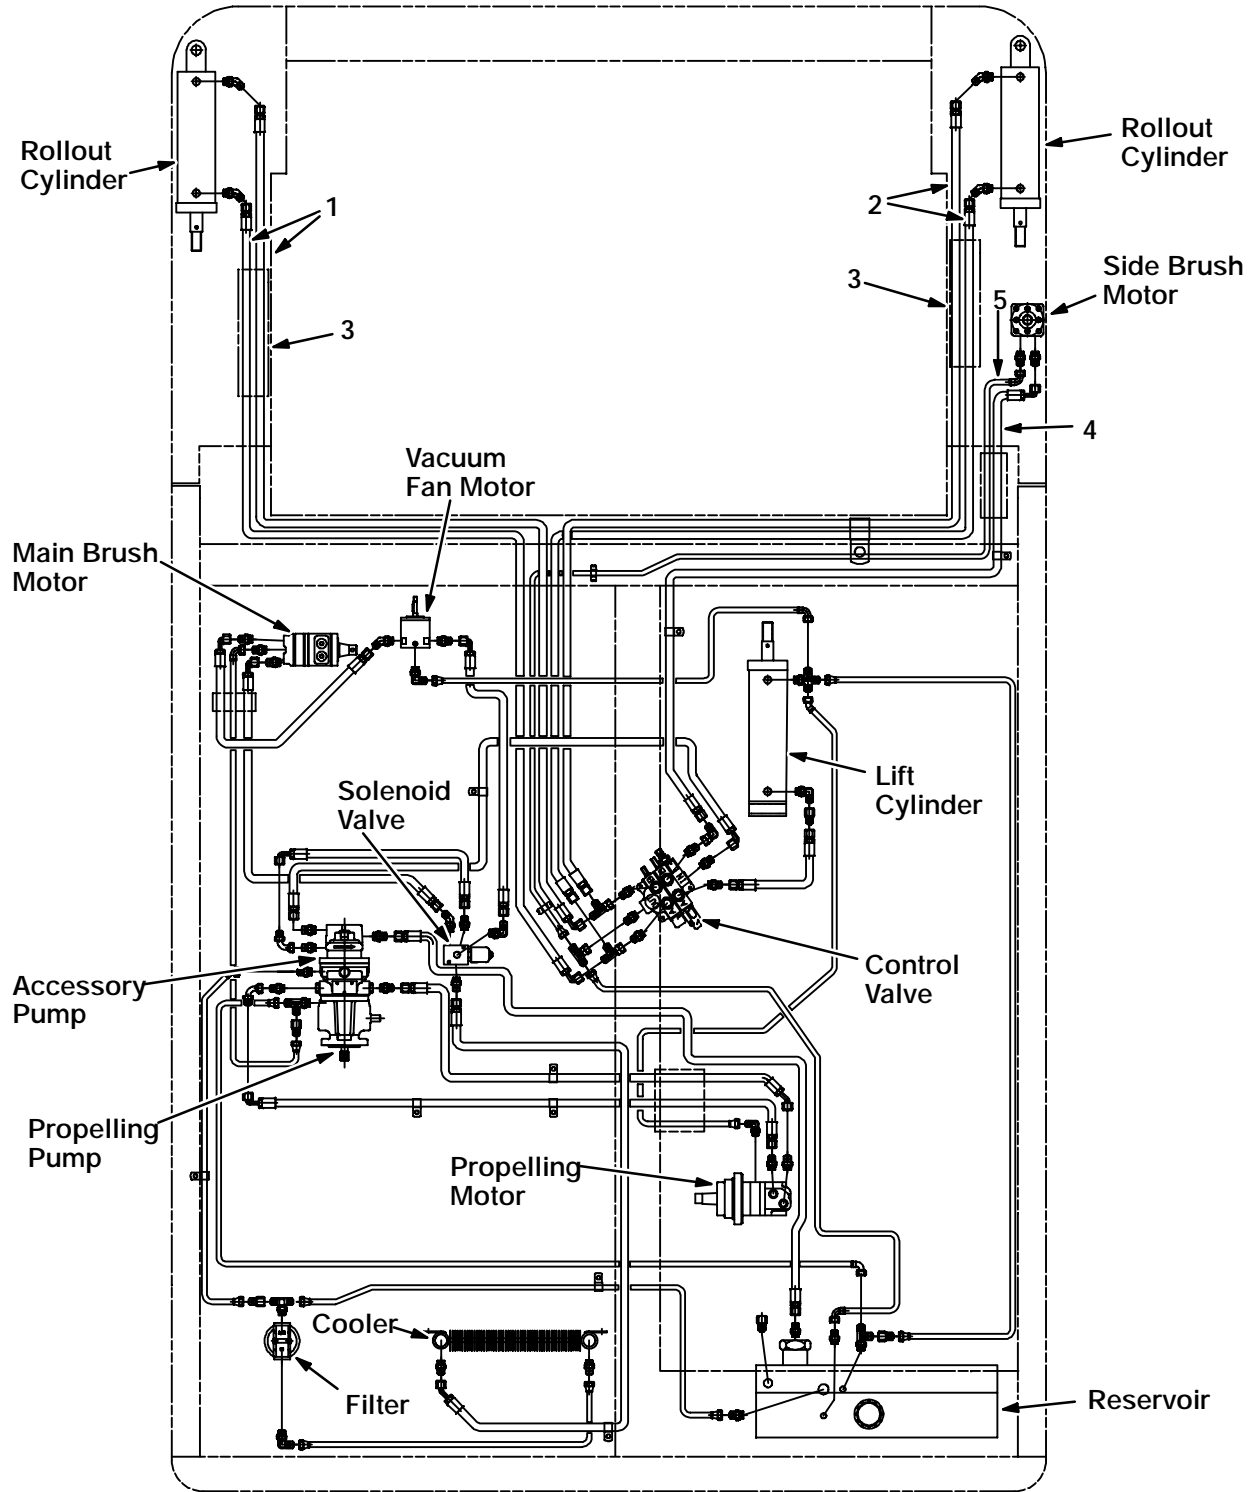 Rollout
Cylinder
Rollout
Cylinder
1
2
3
3
Side Brush
Motor
5
4
Vacuum
Fan Motor
Main Brush
Motor
Solenoid
Valve
Lift
Cylinder
Control
Valve
Accessory
Pump
Propelling
Pump
Propelling
Motor
Cooler
Filter
Reservoir